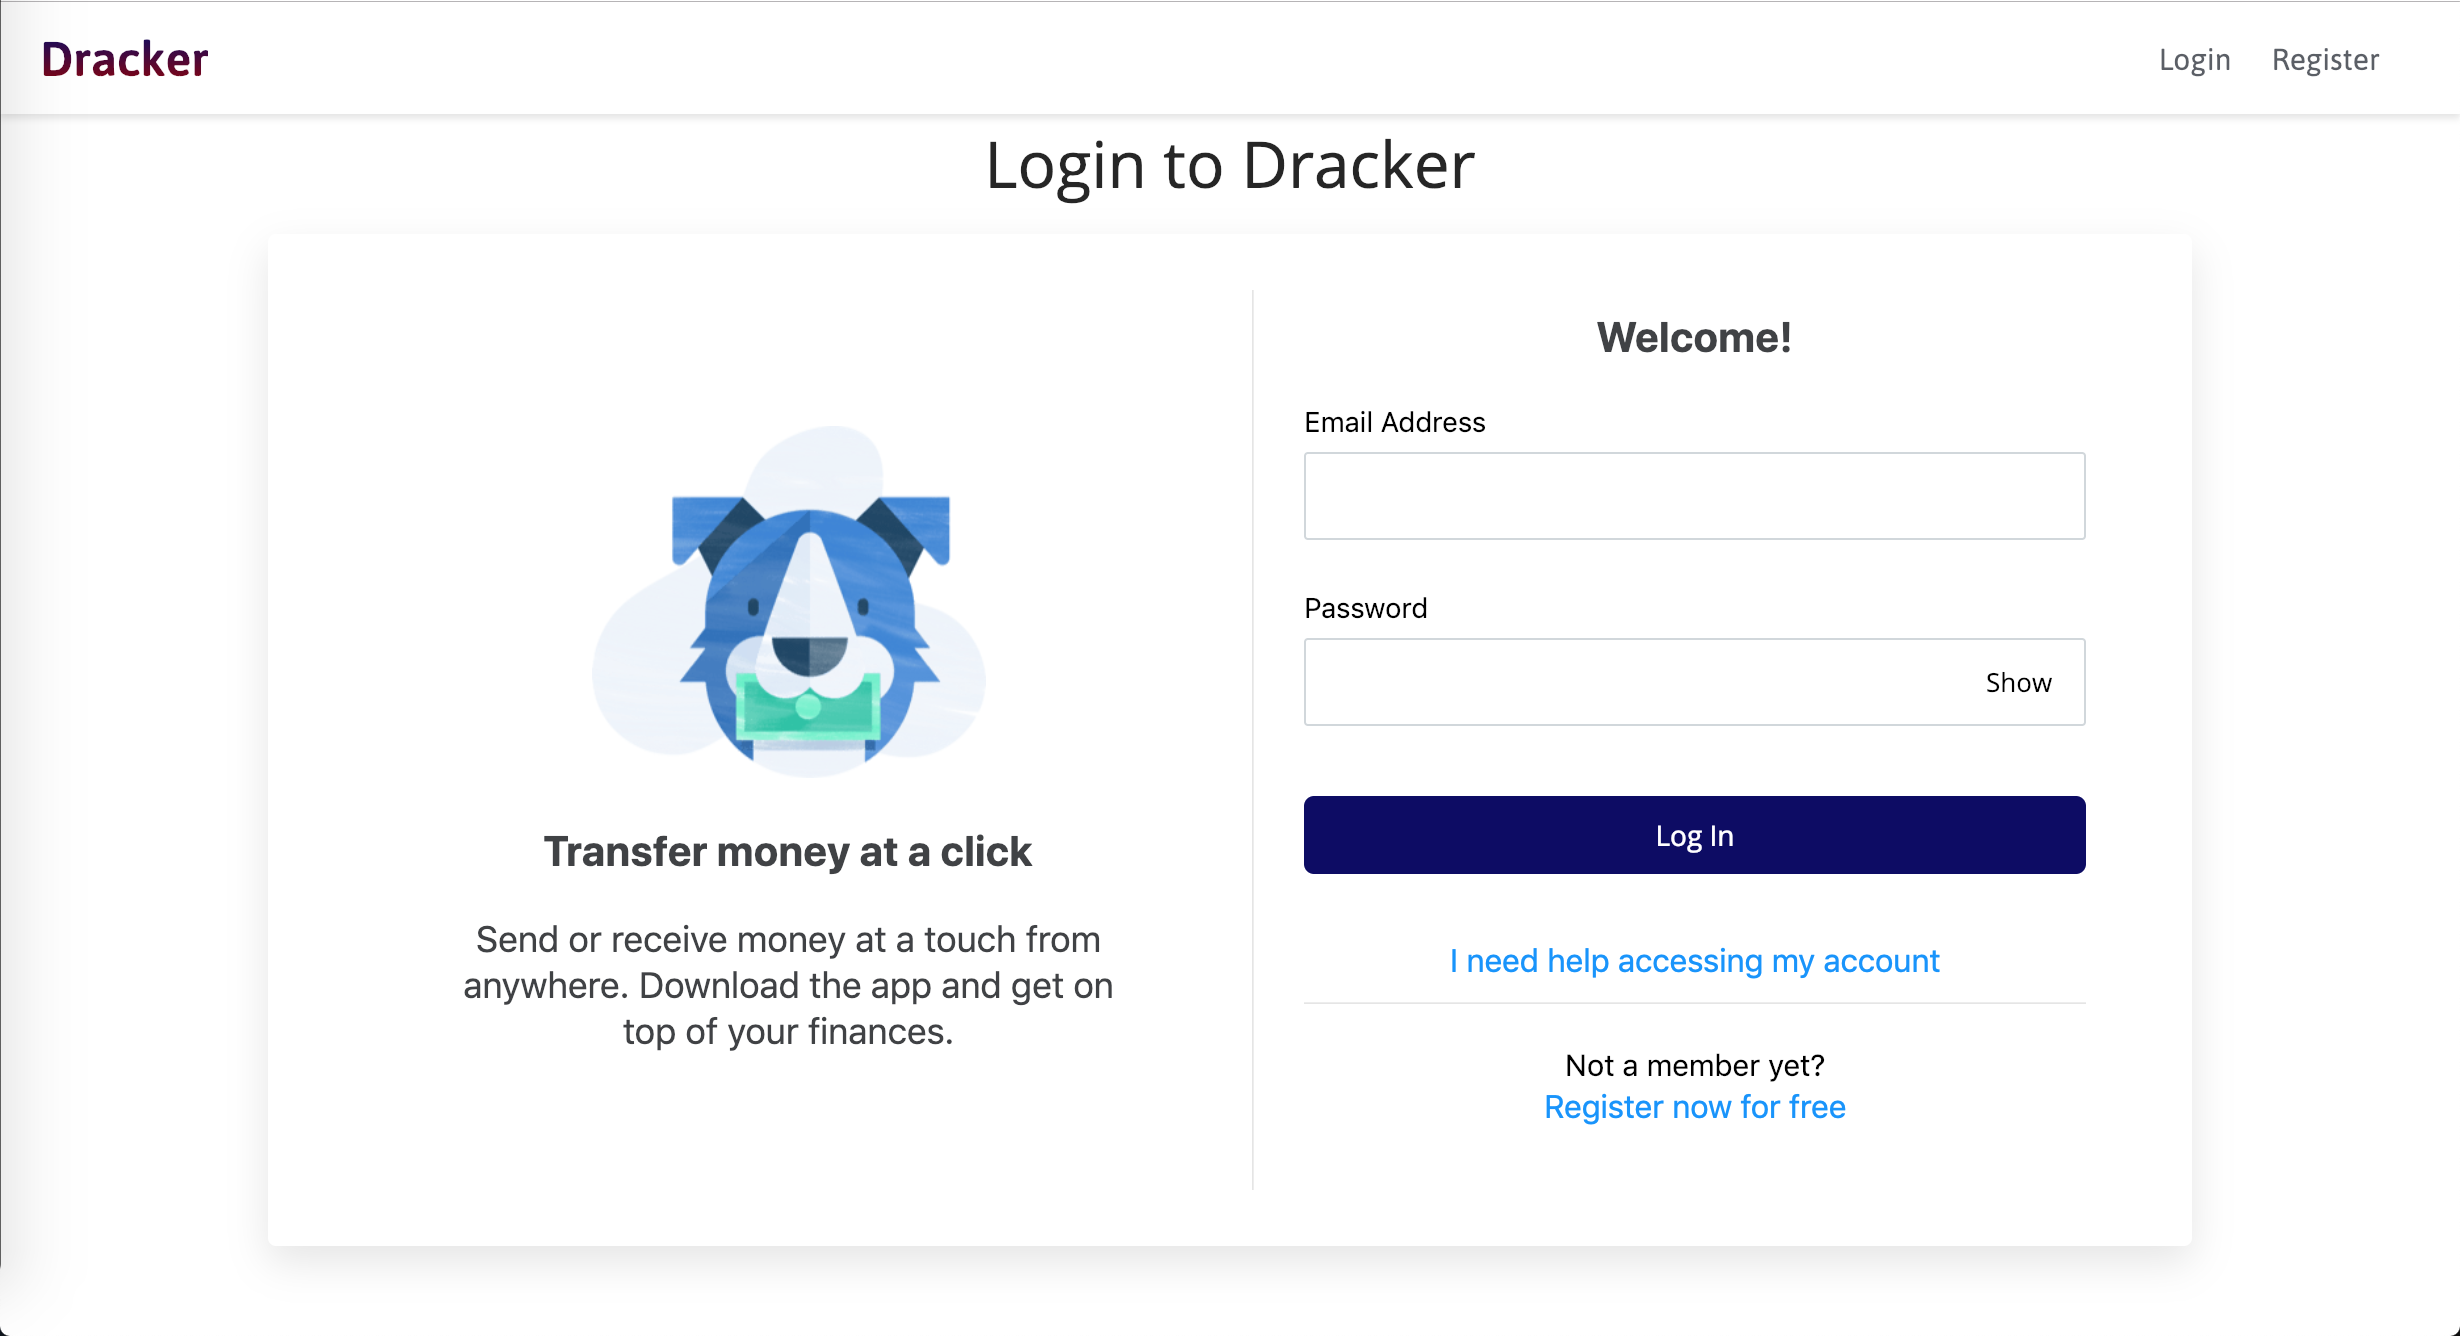 Dracker
Login
Register
Login to Dracker
Transfer money at a click
Send or receive money at a touch from
anywhere. Download the app and get on
top of your finances.
Welcome!
Email Address
Password
Show
Log In
I need help accessing my account
Not a member yet?
Register now for free